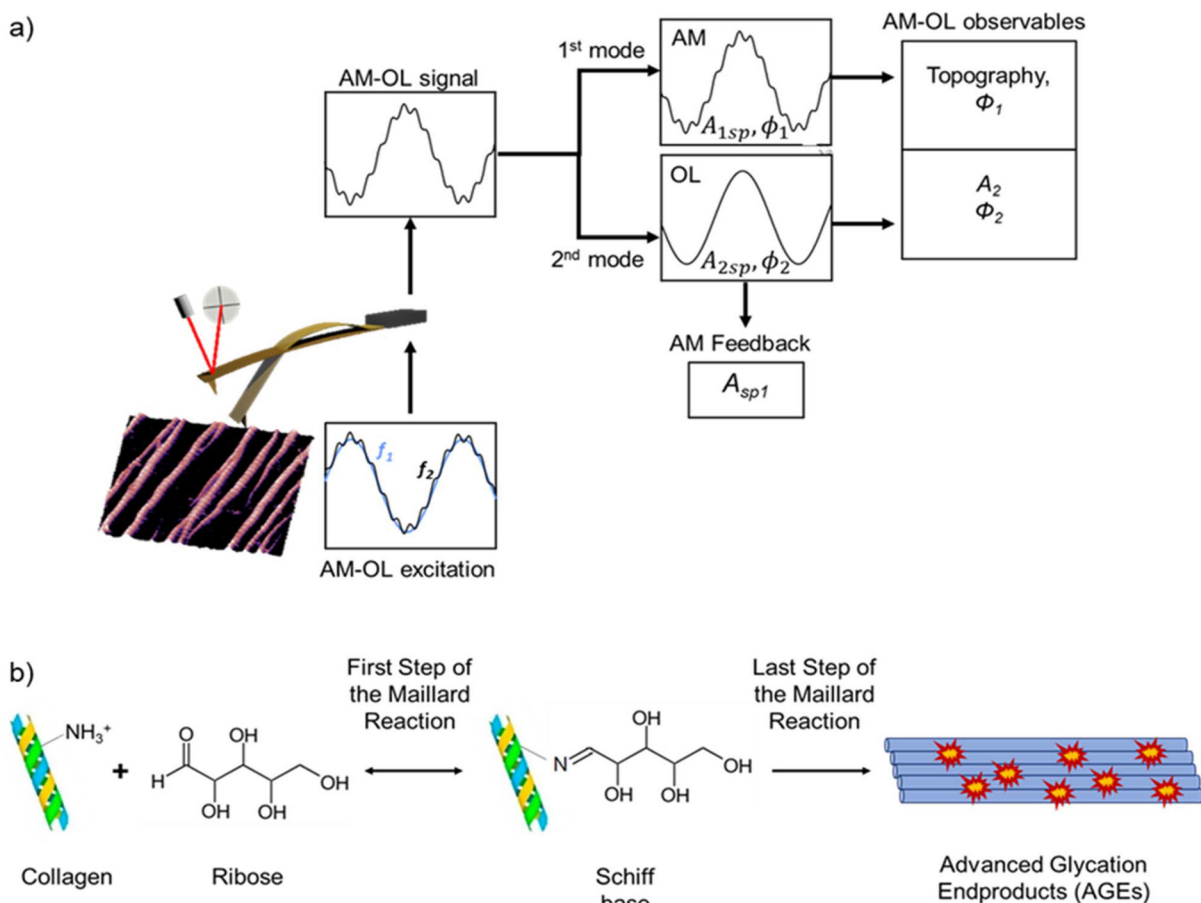 a)
AM-OL signal
1st mode
2nd mode
AM
A1sp, ϕ1
OL
A2sp, ϕ2
AM-OL observables
Topography,
Φ1
A2
Φ2
AM Feedback
Asp1
f1
f2
AM-OL excitation
b)
NH3+
+
O
H
OH
OH
OH
OH
First Step of
the Maillard
Reaction
N
OH
OH
OH
OH
Last Step of
the Maillard
Reaction
Collagen
Ribose
Schiff
base
Advanced Glycation
Endproducts (AGEs)